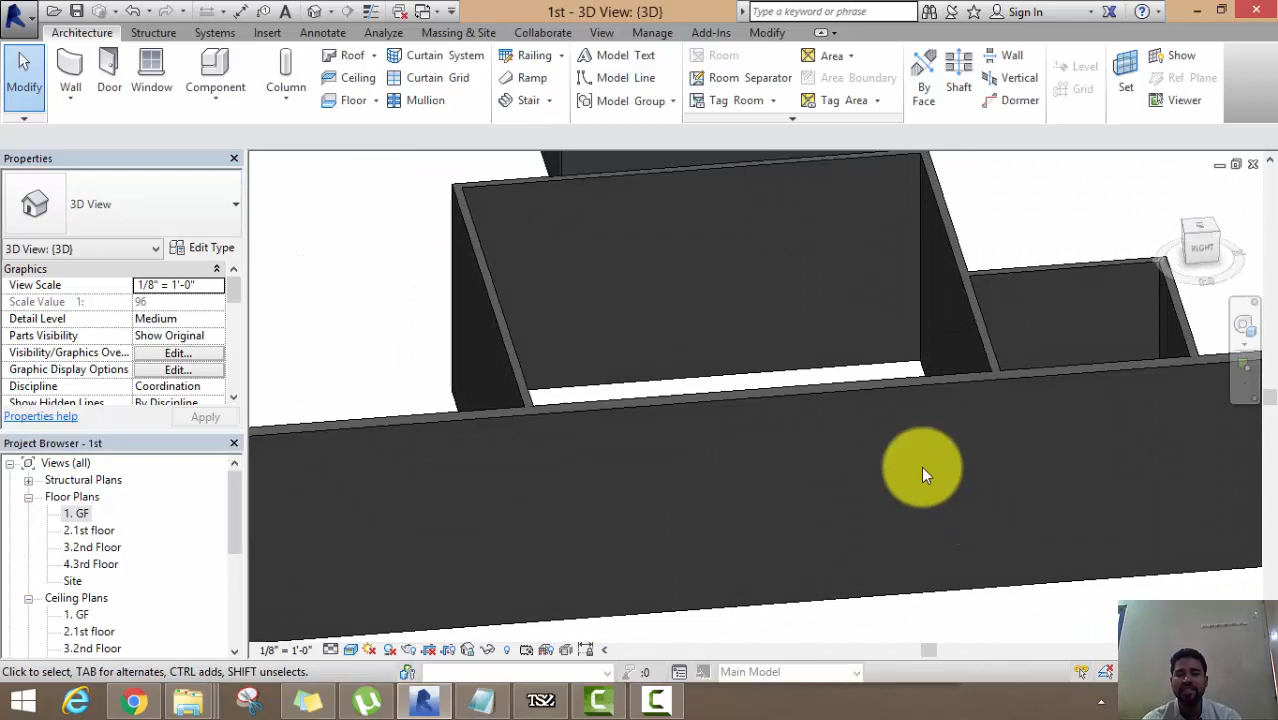 1st - 3D View: {3D}
Type a keyword or phrase
Sign In
Architecture Structure Systems Insert Annotate Analyze Massing & Site Collaborate View Manage Add-Ins Modify
Modify
Wall
Door
Window
Component
Column
Roof
Ceiling
Floor
Curtain System
Curtain Grid
Mullion
Railing
Ramp
Stair
Model Text
Model Line
Model Group
Room
Room Separator
Tag Room
Area
Area Boundary
Tag Area
By
Face
Shaft
Wall
Vertical
Dormer
Level
Grid
Set
Show
Ref Plane
Viewer
Properties
3D View
3D View: {3D}
Edit Type
Graphics
View Scale 1/8" = 1'-0"
Scale Value 1: 96
Detail Level Medium
Parts Visibility Show Original
Visibility/Graphics Ove... Edit...
Graphic Display Options Edit...
Discipline Coordination
Show Hidden Lines By Discipline
Properties help
Apply
Project Browser - 1st
Views (all)
Structural Plans
Floor Plans
1. GF
2.1st floor
3.2nd Floor
4.3rd Floor
Site
Ceiling Plans
1. GF
2.1st floor
3.2nd Floor
RIGHT
1/8" = 1'-0"
Click to select, TAB for alternates, CTRL adds, SHIFT unselects.
:0
Main Model